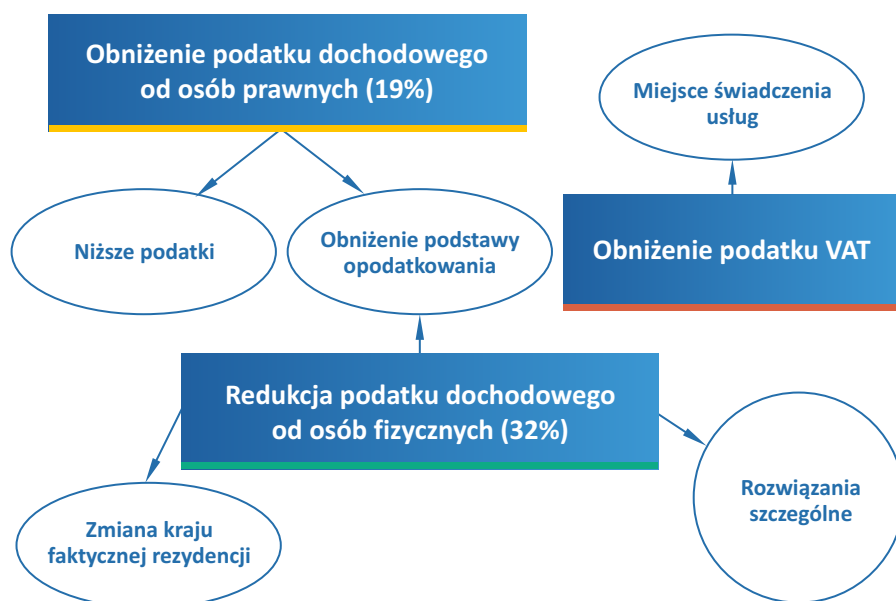 Obniżenie podatku dochodowego
od osób prawnych (19%)
Miejsce świadczenia
usług
Niższe podatki
Obniżenie podstawy
opodatkowania
Obniżenie podatku VAT
Redukcja podatku dochodowego
od osób fizycznych (32%)
Zmiana kraju
faktycznej rezydencji
Rozwiązania
szczególne